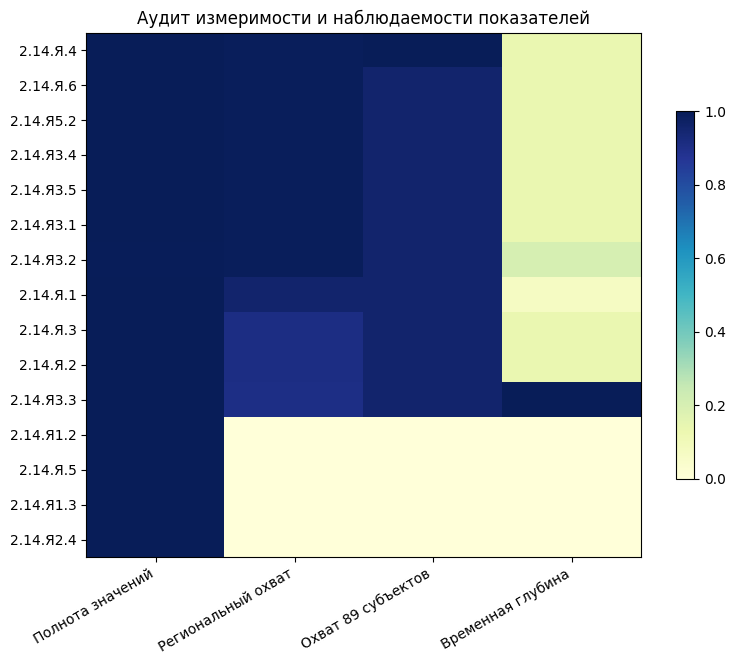 Аудит измеримости и наблюдаемости показателей
2.14.Я.4
2.14.Я.6
2.14.Я5.2
2.14.Я3.4
2.14.Я3.5
2.14.Я3.1
2.14.Я3.2
2.14.Я.1
2.14.Я.3
2.14.Я.2
2.14.Я3.3
2.14.Я1.2
2.14.Я.5
2.14.Я1.3
2.14.Я2.4
Полнота значений
Региональный охват
Охват 89 субъектов
Временная глубина
1.0
0.8
0.6
0.4
0.2
0.0